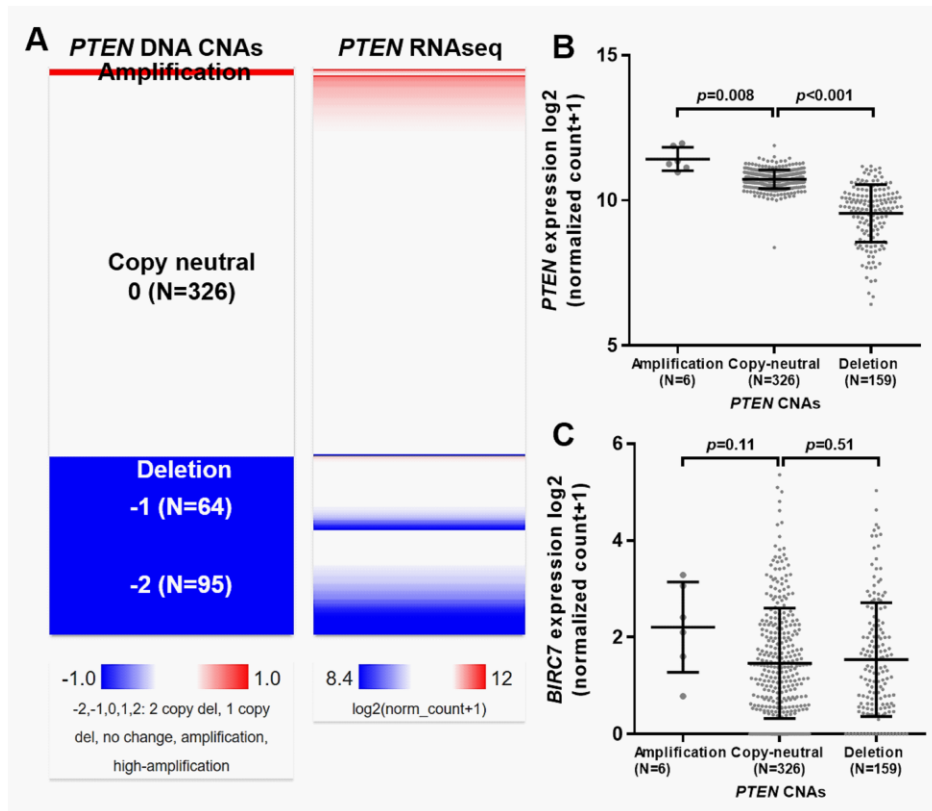 A
PTEN DNA CNAs
PTEN RNAseq
Amplification
Copy neutral
0 (N=326)
Deletion
-1 (N=64)
-2 (N=95)
-1.0
1.0
-2,-1,0,1,2: 2 copy del, 1 copy
del, no change, amplification,
high-amplification
8.4
12
log2(norm_count+1)
B
PTEN expression log2
(normalized count+1)
15
10
5
p=0.008
p<0.001
Amplification
(N=6)
Copy-neutral
(N=326)
Deletion
(N=159)
PTEN CNAs
C
BIRC7 expression log2
(normalized count+1)
6
4
2
0
p=0.11
p=0.51
Amplification
(N=6)
Copy-neutral
(N=326)
Deletion
(N=159)
PTEN CNAs